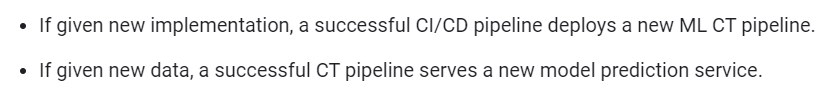 • If given new implementation, a successful CI/CD pipeline deploys a new ML CT pipeline.
• If given new data, a successful CT pipeline serves a new model prediction service.